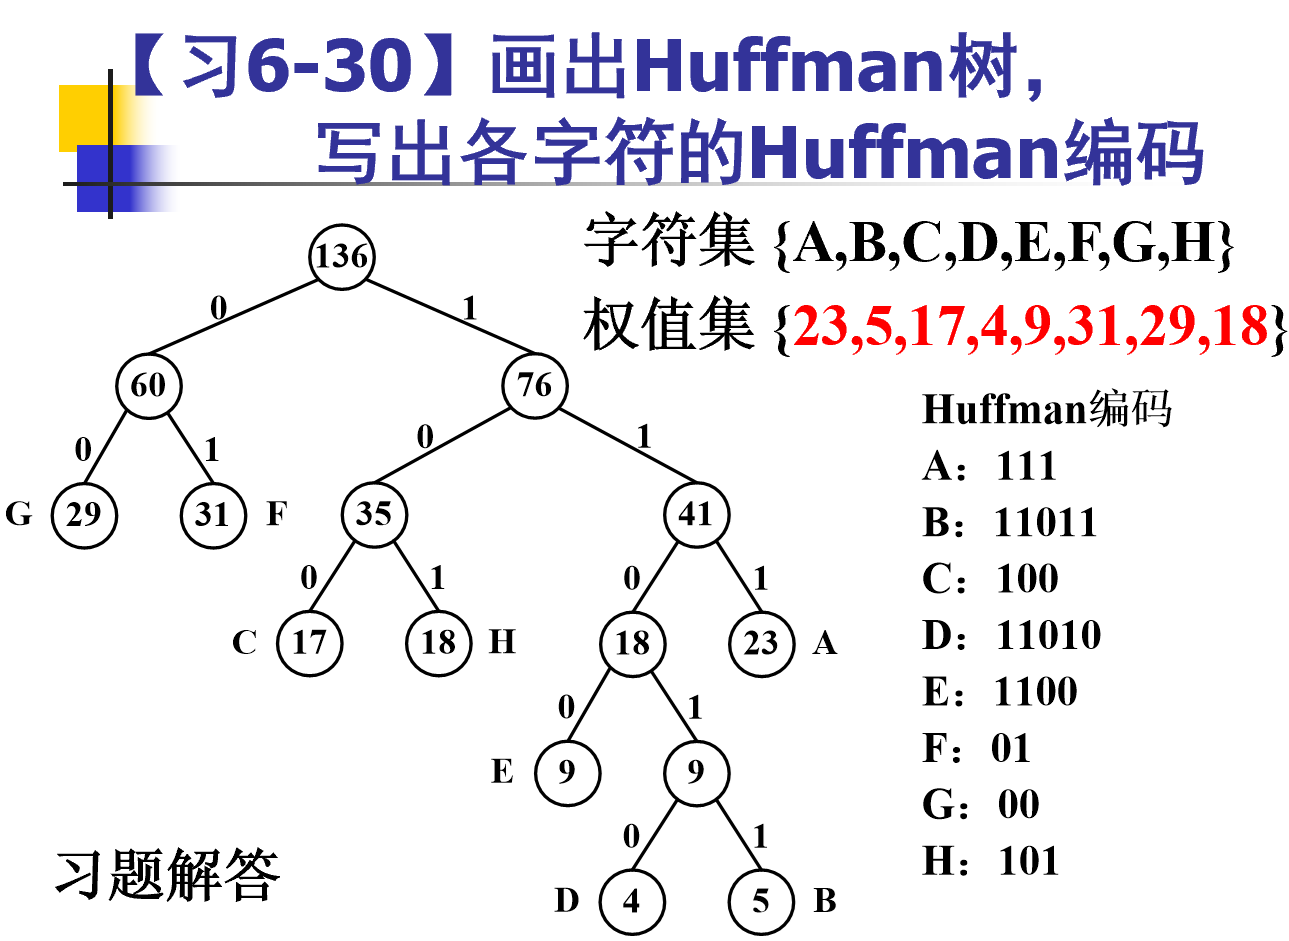 【习6-30】画出Huffman树，
写出各字符的Huffman编码
字符集 {A,B,C,D,E,F,G,H}
权值集 {23,5,17,4,9,31,29,18}
136
0 1
60 76
0 1 0 1
G 29 31 F 35 41
0 1 0 1
C 17 18 H 18 23 A
0 1
E 9 9
0 1
D 4 5 B
Huffman编码
A：111
B：11011
C：100
D：11010
E：1100
F：01
G：00
H：101
习题解答